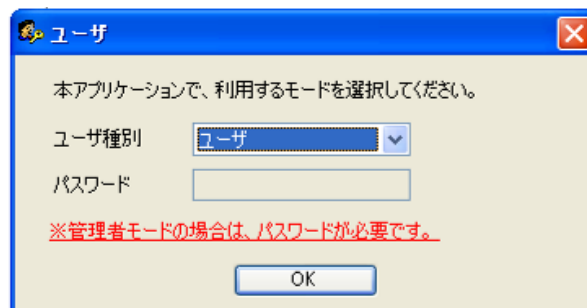 ユーザ
本アプリケーションで、利用するモードを選択してください。
ユーザ種別 ユーザ
パスワード
※管理者モードの場合は、パスワードが必要です。
OK